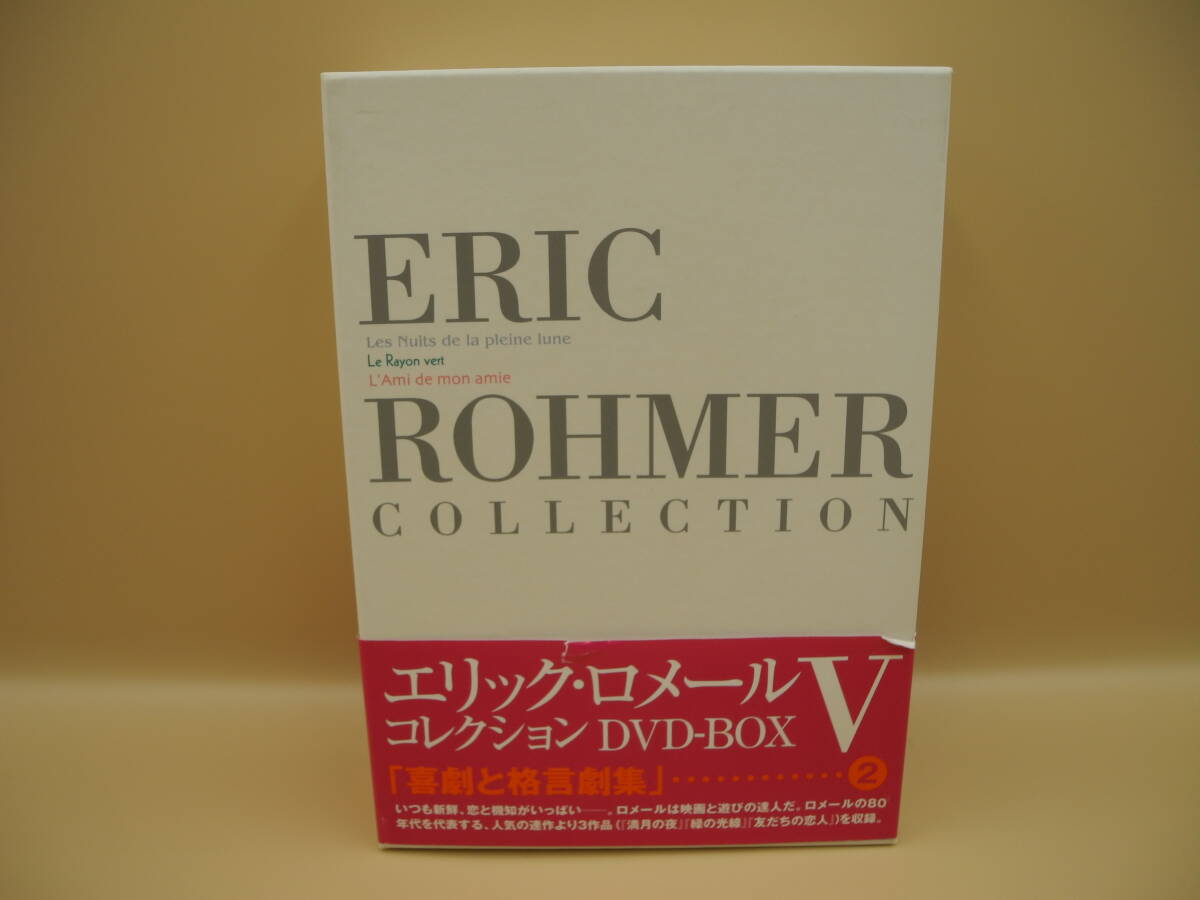 ERIC
Les Nuits de la pleine lune
Le Rayon vert
L'Ami de mon amie
ROHMER
COLLECTION
エリック・ロメール
コレクション DVD-BOX V
「喜劇と格言劇集」・・・・・・・・・・・・・2
いつも新鮮、恋と機知がいっぱい――。ロメールは映画と遊びの達人だ。ロメールの80
年代を代表する、人気の連作より3作品(『満月の夜』『緑の光線』『友だちの恋人』)を収録。